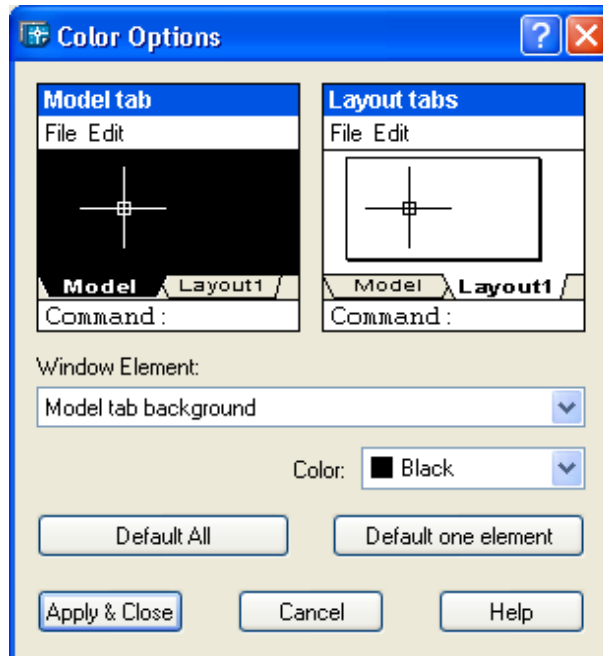 Color Options
Model tab
File Edit
Model Layout1
Command:
Layout tabs
File Edit
Model Layout1
Command:
Window Element:
Model tab background
Color: Black
Default All Default one element
Apply & Close Cancel Help